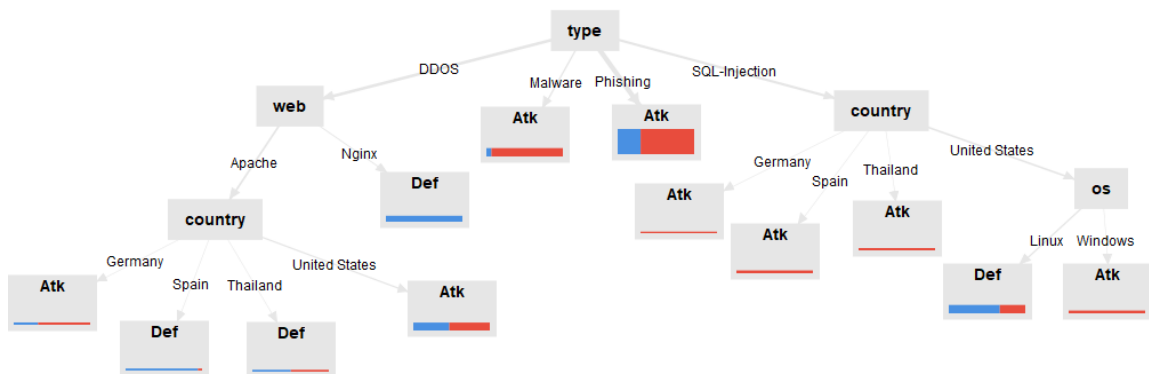 type
DDOS
Malware
Phishing
SQL-Injection
web
Atk
Atk
country
Apache
Nginx
Germany
Spain
Thailand
United States
Def
country
Atk
Atk
Atk
os
Germany
Spain
Thailand
United States
Linux
Windows
Atk
Def
Def
Atk
Def
Atk